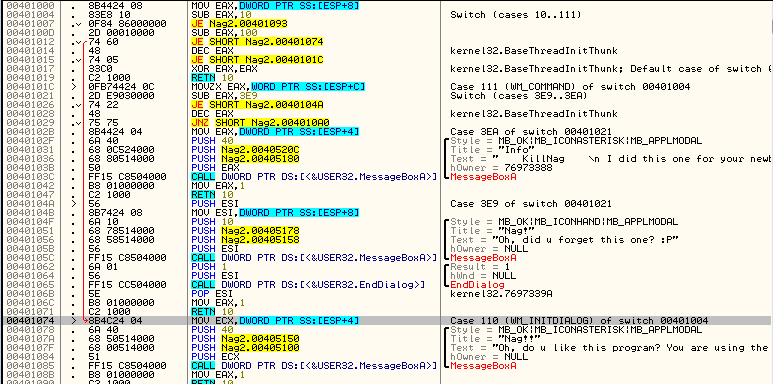 00401000 . 8B4424 08 MOV EAX,DWORD PTR SS:[ESP+8]
00401004 . 83E8 10 SUB EAX,10 Switch (cases 10..111)
00401007 . 0F84 86000000 JE Nag2.00401093
0040100D . 2D 00010000 SUB EAX,100
00401012 . 74 60 JE SHORT Nag2.00401074
00401014 . 48 DEC EAX kernel32.BaseThreadInitThunk
00401015 . 74 05 JE SHORT Nag2.0040101C
00401017 . 33C0 XOR EAX,EAX kernel32.BaseThreadInitThunk; Default case of switch 0
00401019 . C2 1000 RETN 10
0040101C > 0FB74424 0C MOVZX EAX,WORD PTR SS:[ESP+C] Case 111 (WM_COMMAND) of switch 00401004
00401021 . 2D E9030000 SUB EAX,3E9 Switch (cases 3E9..3EA)
00401026 . 74 22 JE SHORT Nag2.0040104A
00401028 . 48 DEC EAX kernel32.BaseThreadInitThunk
00401029 . 75 75 JNZ SHORT Nag2.004010A0
0040102B . 8B4424 04 MOV EAX,DWORD PTR SS:[ESP+4] Case 3EA of switch 00401021
0040102F . 6A 40 PUSH 40 Style = MB_OK|MB_ICONASTERISK|MB_APPLMODAL
00401031 . 68 0C524000 PUSH Nag2.0040520C Title = "Info"
00401036 . 68 80514000 PUSH Nag2.00405180 Text = " KillNag \n I did this one for your newb
0040103B . 50 PUSH EAX hOwner = 76973388
0040103C . FF15 C8504000 CALL DWORD PTR DS:[<&USER32.MessageBoxA>] MessageBoxA
00401042 . B8 01000000 MOV EAX,1
00401047 . C2 1000 RETN 10
0040104A > 56 PUSH ESI Case 3E9 of switch 00401021
0040104B . 8B7424 08 MOV ESI,DWORD PTR SS:[ESP+8]
0040104F . 6A 10 PUSH 10 Style = MB_OK|MB_ICONHAND|MB_APPLMODAL
00401051 . 68 78514000 PUSH Nag2.00405178 Title = "Nag!"
00401056 . 68 58514000 PUSH Nag2.00405158 Text = "Oh, did u forget this one? :P"
0040105B . 56 PUSH ESI hOwner = NULL
0040105C . FF15 C8504000 CALL DWORD PTR DS:[<&USER32.MessageBoxA>] MessageBoxA
00401062 . 6A 01 PUSH 1 Result = 1
00401064 . 56 PUSH ESI hWnd = NULL
00401065 . FF15 CC504000 CALL DWORD PTR DS:[<&USER32.EndDialog>] EndDialog
0040106B . 5E POP ESI kernel32.7697339A
0040106C . B8 01000000 MOV EAX,1
00401071 . C2 1000 RETN 10
00401074 > 8B4C24 04 MOV ECX,DWORD PTR SS:[ESP+4] Case 110 (WM_INITDIALOG) of switch 00401004
00401078 . 6A 40 PUSH 40 Style = MB_OK|MB_ICONASTERISK|MB_APPLMODAL
0040107A . 68 50514000 PUSH Nag2.00405150 Title = "Nag!!"
0040107F . 68 00514000 PUSH Nag2.00405100 Text = "Oh, do u like this program? You are using the
00401084 . 51 PUSH ECX hOwner = NULL
00401085 . FF15 C8504000 CALL DWORD PTR DS:[<&USER32.MessageBoxA>] MessageBoxA
0040108B . B8 01000000 MOV EAX,1
00401090 . C2 1000 RETN 10